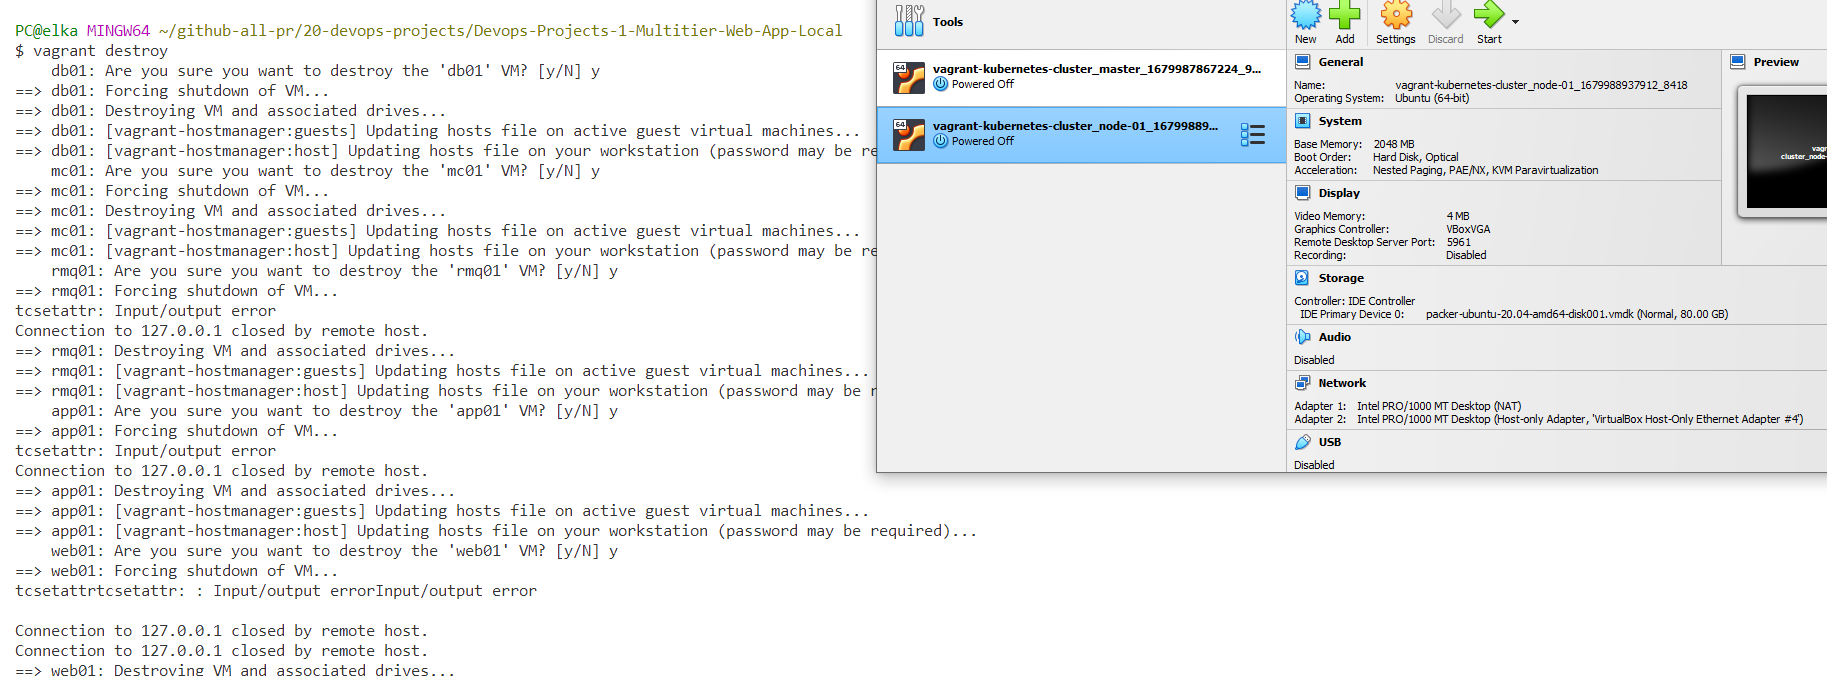 PC@elka MINGW64 ~/github-all-pr/20-devops-projects/Devops-Projects-1-Multitier-Web-App-Local
$ vagrant destroy
db01: Are you sure you want to destroy the 'db01' VM? [y/N] y
==> db01: Forcing shutdown of VM...
==> db01: Destroying VM and associated drives...
==> db01: [vagrant-hostmanager:guests] Updating hosts file on active guest virtual machines...
==> db01: [vagrant-hostmanager:host] Updating hosts file on your workstation (password may be re
mc01: Are you sure you want to destroy the 'mc01' VM? [y/N] y
==> mc01: Forcing shutdown of VM...
==> mc01: Destroying VM and associated drives...
==> mc01: [vagrant-hostmanager:guests] Updating hosts file on active guest virtual machines...
==> mc01: [vagrant-hostmanager:host] Updating hosts file on your workstation (password may be re
rmq01: Are you sure you want to destroy the 'rmq01' VM? [y/N] y
==> rmq01: Forcing shutdown of VM...
tcsetattr: Input/output error
Connection to 127.0.0.1 closed by remote host.
==> rmq01: Destroying VM and associated drives...
==> rmq01: [vagrant-hostmanager:guests] Updating hosts file on active guest virtual machines...
==> rmq01: [vagrant-hostmanager:host] Updating hosts file on your workstation (password may be r
app01: Are you sure you want to destroy the 'app01' VM? [y/N] y
==> app01: Forcing shutdown of VM...
tcsetattr: Input/output error
Connection to 127.0.0.1 closed by remote host.
==> app01: Destroying VM and associated drives...
==> app01: [vagrant-hostmanager:guests] Updating hosts file on active guest virtual machines...
==> app01: [vagrant-hostmanager:host] Updating hosts file on your workstation (password may be required)...
web01: Are you sure you want to destroy the 'web01' VM? [y/N] y
==> web01: Forcing shutdown of VM...
tcsetattrtcsetattr: : Input/output errorInput/output error
Connection to 127.0.0.1 closed by remote host.
Connection to 127.0.0.1 closed by remote host.
==> web01: Destroying VM and associated drives...
Tools
64
vagrant-kubernetes-cluster_master_1679987867224_9...
Powered Off
64
vagrant-kubernetes-cluster_node-01_16799889...
Powered Off
New Add Settings Discard Start
General
Name: vagrant-kubernetes-cluster_node-01_1679988937912_8418
Operating System: Ubuntu (64-bit)
System
Base Memory: 2048 MB
Boot Order: Hard Disk, Optical
Acceleration: Nested Paging, PAE/NX, KVM Paravirtualization
Display
Video Memory: 4 MB
Graphics Controller: VBoxVGA
Remote Desktop Server Port: 5961
Recording: Disabled
Storage
Controller: IDE Controller
IDE Primary Device 0: packer-ubuntu-20.04-amd64-disk001.vmdk (Normal, 80.00 GB)
Audio
Disabled
Network
Adapter 1: Intel PRO/1000 MT Desktop (NAT)
Adapter 2: Intel PRO/1000 MT Desktop (Host-only Adapter, 'VirtualBox Host-Only Ethernet Adapter #4')
USB
Disabled
Preview
vagr
cluster_node-